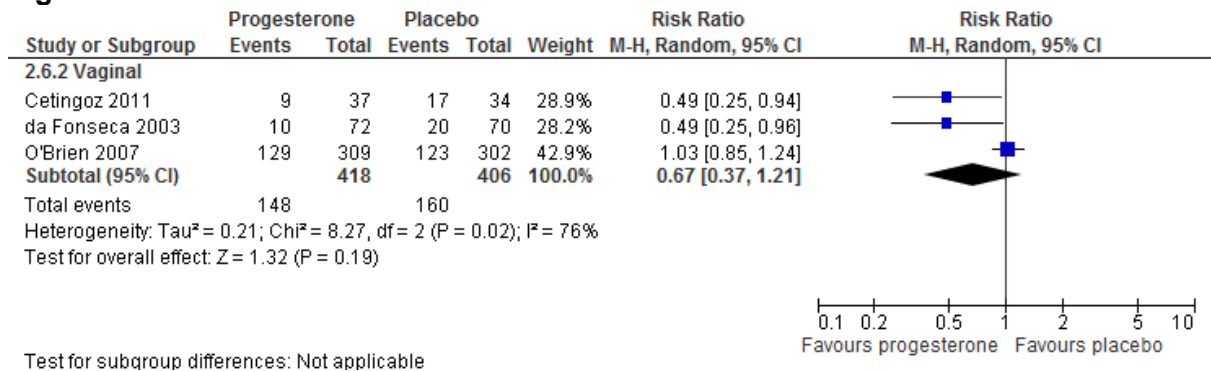 Progesterone Placebo Risk Ratio Risk Ratio
Study or Subgroup Events Total Events Total Weight M-H, Random, 95% CI M-H, Random, 95% CI
2.6.2 Vaginal
Cetingoz 2011 9 37 17 34 28.9% 0.49 [0.25, 0.94]
da Fonseca 2003 10 72 20 70 28.2% 0.49 [0.25, 0.96]
O'Brien 2007 129 309 123 302 42.9% 1.03 [0.85, 1.24]
Subtotal (95% CI) 418 406 100.0% 0.67 [0.37, 1.21]
Total events 148 160
Heterogeneity: Tau² = 0.21; Chi² = 8.27, df = 2 (P = 0.02); I² = 76%
Test for overall effect: Z = 1.32 (P = 0.19)
0.1 0.2 0.5 1 2 5 10
Favours progesterone Favours placebo
Test for subgroup differences: Not applicable